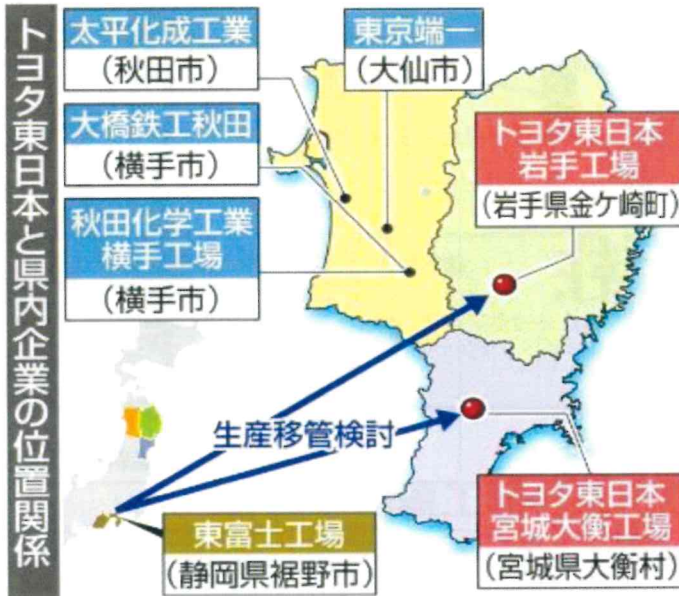 トヨタ東日本と県内企業の位置関係
太平化成工業
(秋田市)
東京端一
(大仙市)
大橋鉄工秋田
(横手市)
秋田化学工業
横手工場
(横手市)
トヨタ東日本
岩手工場
(岩手県金ケ崎町)
生産移管検討
東富士工場
(静岡県裾野市)
トヨタ東日本
宮城大衡工場
(宮城県大衡村)